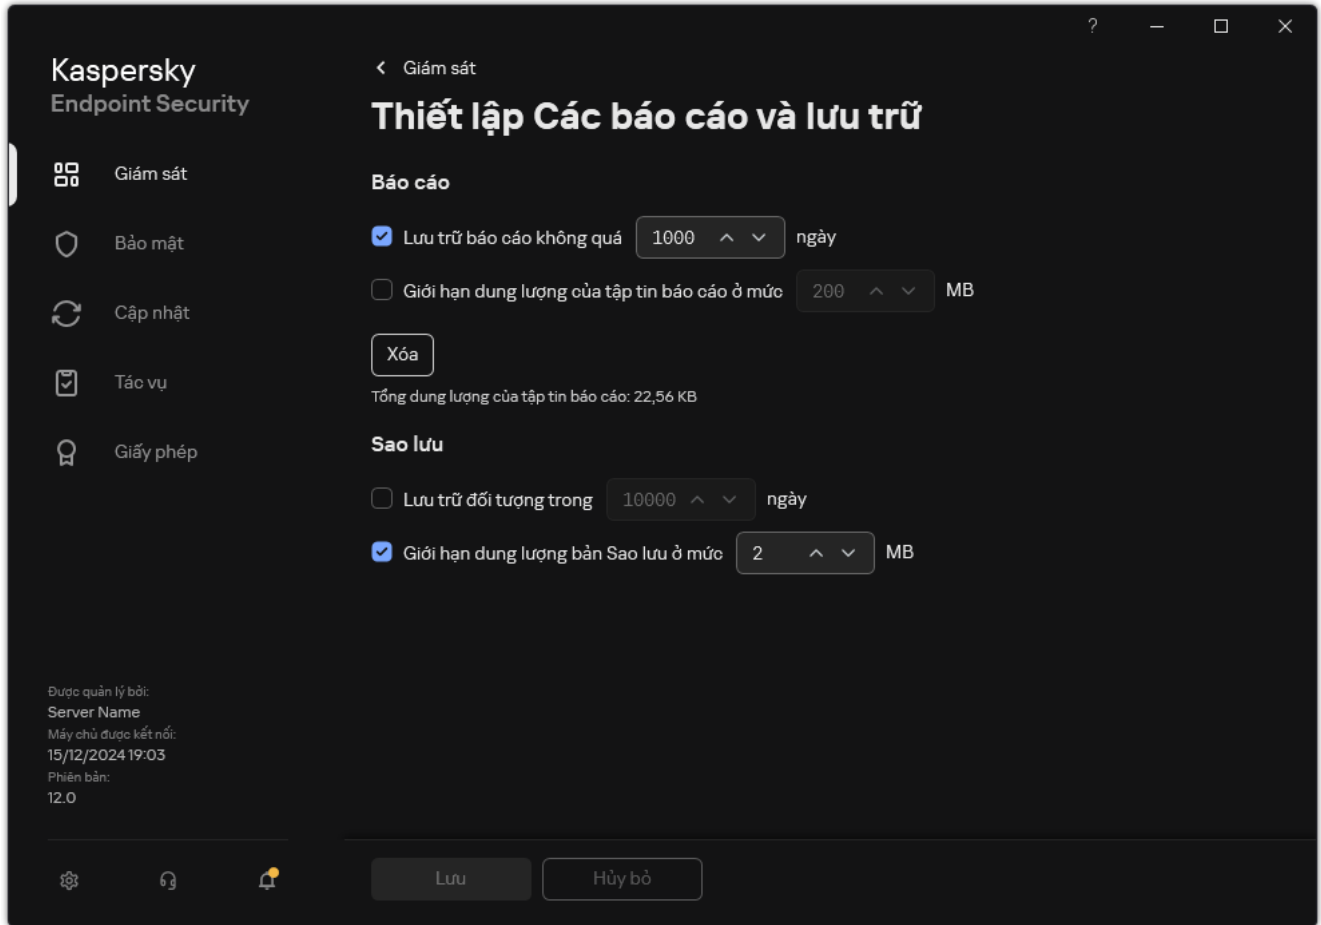 ?
Kaspersky
Endpoint Security
Giám sát
Bảo mật
Cập nhật
Tác vụ
Giấy phép
Được quản lý bởi:
Server Name
Máy chủ được kết nối:
15/12/2024 19:03
Phiên bản:
12.0
Giám sát
Thiết lập Các báo cáo và lưu trữ
Báo cáo
Lưu trữ báo cáo không quá 1000 ngày
Giới hạn dung lượng của tập tin báo cáo ở mức 200 MB
Xóa
Tổng dung lượng của tập tin báo cáo: 22,56 KB
Sao lưu
Lưu trữ đối tượng trong 10000 ngày
Giới hạn dung lượng bản Sao lưu ở mức 2 MB
Lưu Hủy bỏ